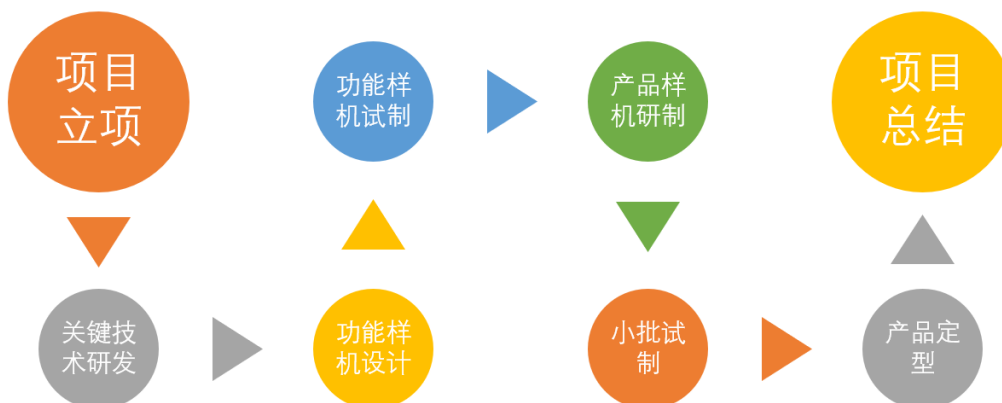 项目
立项
关键技
术研发
功能样
机设计
功能样
机试制
产品样
机研制
小批试
制
产品定
型
项目
总结